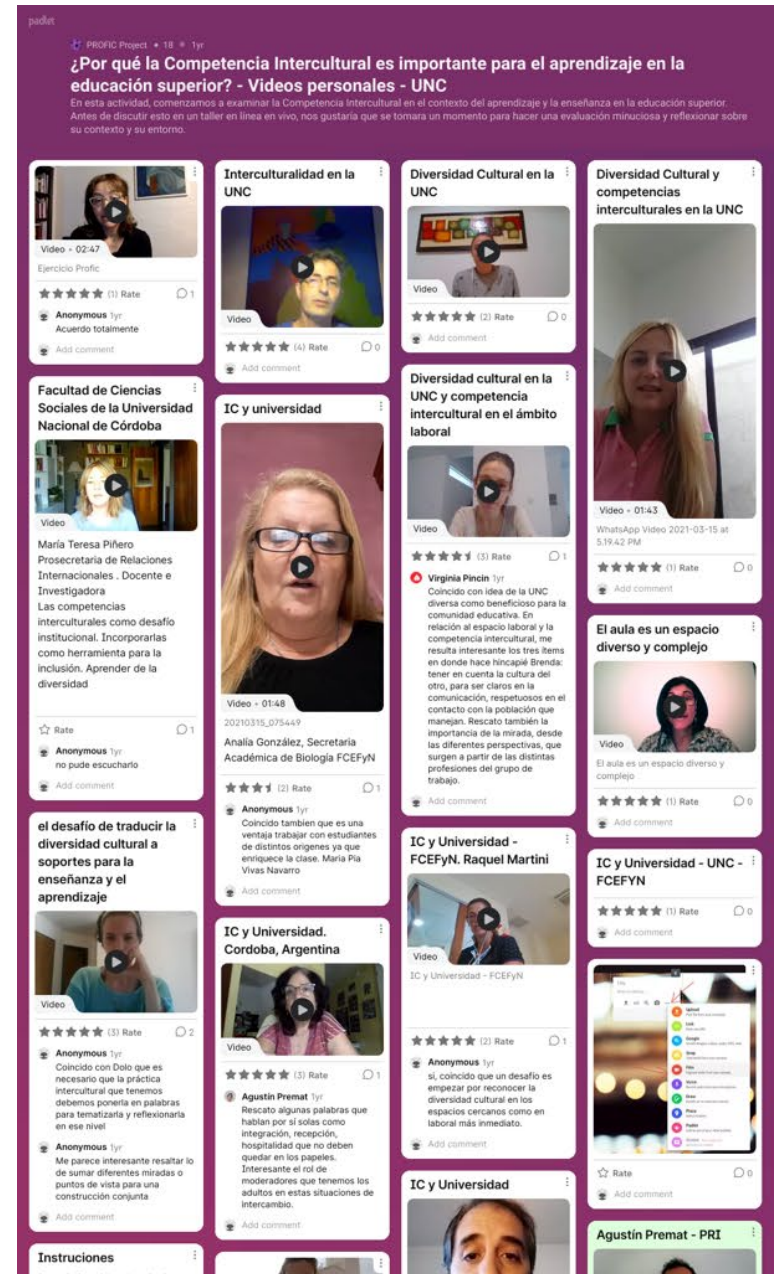 padlet
PROFIC Project • 18 • 1yr
¿Por qué la Competencia Intercultural es importante para el aprendizaje en la
educación superior? - Videos personales - UNC
En esta actividad, comenzamos a examinar la Competencia Intercultural en el contexto del aprendizaje y la enseñanza en la educación superior.
Antes de discutir esto en un taller en línea en vivo, nos gustaría que se tomara un momento para hacer una evaluación minuciosa y reflexionar sobre
su contexto y su entorno.
Video • 02:47
Ejercicio Profic
(1) Rate
1
Anonymous 1yr
Acuerdo totalmente
Add comment
Facultad de Ciencias
Sociales de la Universidad
Nacional de Córdoba
Video
María Teresa Piñero
Prosecretaria de Relaciones
Internacionales . Docente e
Investigadora
Las competencias
interculturales como desafío
institucional. Incorporarlas
como herramienta para la
inclusión. Aprender de la
diversidad
Rate
1
Anonymous 1yr
no pude escucharlo
Add comment
el desafío de traducir la
diversidad cultural a
soportes para la
enseñanza y el
aprendizaje
Video
(3) Rate
2
Anonymous 1yr
Coincido con Dolo que es
necesario que la práctica
intercultural que tenemos
debemos ponerla en palabras
para tematizarla y reflexionarla
en ese nivel
Anonymous 1yr
Me parece interesante resaltar lo
de sumar diferentes miradas o
puntos de vista para una
construcción conjunta
Add comment
Instruciones
Interculturalidad en la
UNC
Video
(4) Rate
0
Add comment
IC y universidad
Video • 01:48
20210315_075449
Analía González, Secretaria
Académica de Biología FCEFyN
(2) Rate
1
Anonymous 1yr
Coincido tambien que es una
ventaja trabajar con estudiantes
de distintos origenes ya que
enriquece la clase. Maria Pia
Vivas Navarro
Add comment
IC y Universidad.
Cordoba, Argentina
Video
(3) Rate
1
Agustín Premat 1yr
Rescato algunas palabras que
hablan por sí solas como
integración, recepción,
hospitalidad que no deben
quedar en los papeles.
Interesante el rol de
moderadores que tenemos los
adultos en estas situaciones de
intercambio.
Add comment
Diversidad Cultural en la
UNC
Video
(2) Rate
0
Add comment
Diversidad cultural en la
UNC y competencia
intercultural en el ámbito
laboral
Video
(3) Rate
1
Virginia Pincin 1yr
Coincido con idea de la UNC
diversa como beneficioso para la
comunidad educativa. En
relación al espacio laboral y la
competencia intercultural, me
resulta interesante los tres ítems
en donde hace hincapié Brenda:
tener en cuenta la cultura del
otro, para ser claros en la
comunicación, respetuosos en el
contacto con la población que
manejan. Rescato también la
importancia de la mirada, desde
las diferentes perspectivas, que
surgen a partir de las distintas
profesiones del grupo de
trabajo.
Add comment
IC y Universidad -
FCEFyN. Raquel Martini
Video
IC y Universidad - FCEFyN
(2) Rate
1
Anonymous 1yr
si, coincido que un desafío es
empezar por reconocer la
diversidad cultural en los
espacios cercanos como en
laboral más inmediato.
Add comment
IC y Universidad
Diversidad Cultural y
competencias
interculturales en la UNC
Video • 01:43
WhatsApp Video 2021-03-15 at
5.19.42 PM
(1) Rate
0
Add comment
El aula es un espacio
diverso y complejo
Video
El aula es un espacio diverso y
complejo
(1) Rate
0
Add comment
IC y Universidad - UNC -
FCEFYN
(1) Rate
0
Add comment
Upload
Link
Google
Snap
Film
Voice
Draw
Place
Padlet
Rate
0
Add comment
Agustín Premat - PRI